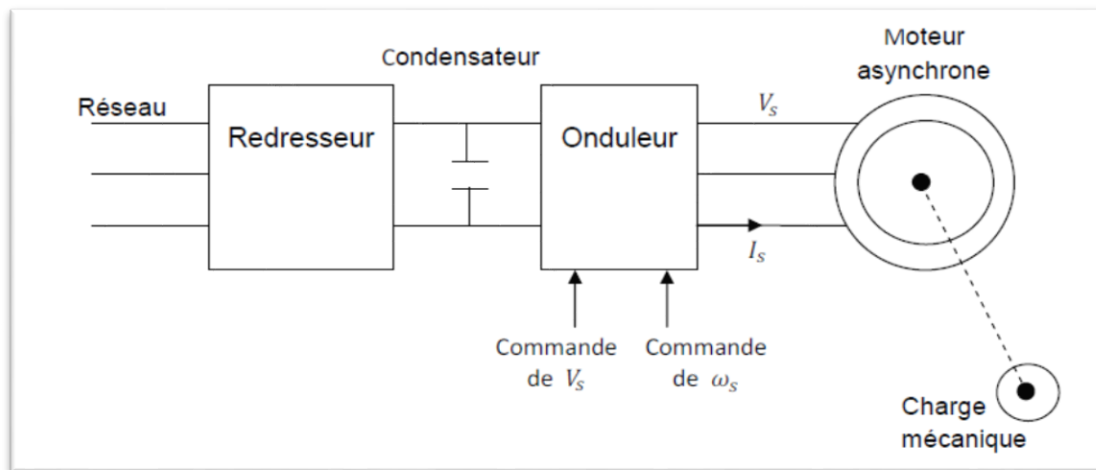 Moteur
asynchrone
Condensateur
Réseau
Redresseur
Onduleur
V_s
I_s
Commande
de V_s
Commande
de ω_s
Charge
mécanique